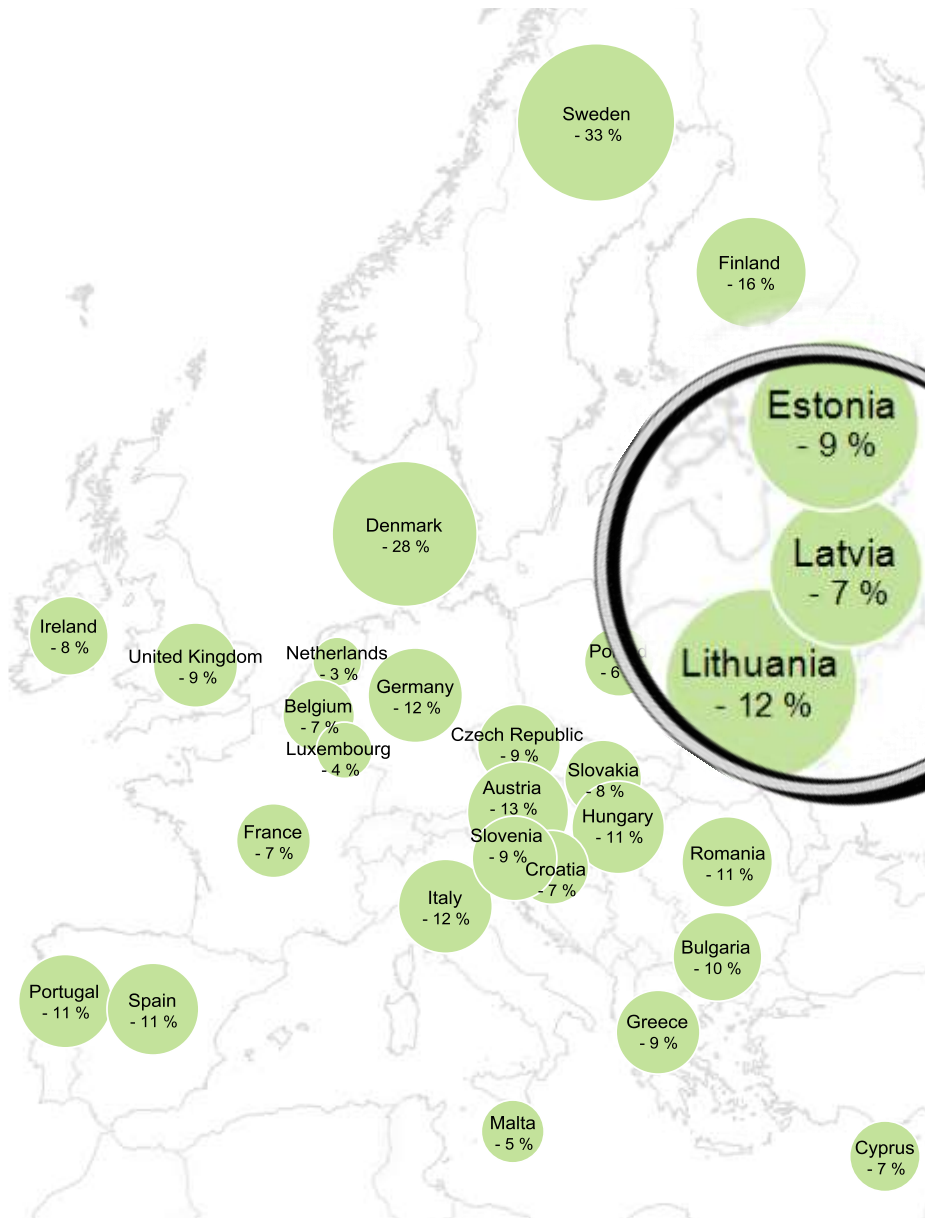 Sweden
- 33 %
Finland
- 16 %
Estonia
- 9 %
Denmark
- 28 %
Latvia
- 7 %
Ireland
- 8 %
United Kingdom
- 9 %
Netherlands
- 3 %
Lithuania
- 12 %
Germany
- 12 %
Belgium
- 7 %
Luxembourg
- 4 %
Czech Republic
- 9 %
Slovakia
- 8 %
Austria
- 13 %
Hungary
- 11 %
France
- 7 %
Slovenia
- 9 %
Croatia
- 7 %
Romania
- 11 %
Italy
- 12 %
Bulgaria
- 10 %
Portugal
- 11 %
Spain
- 11 %
Greece
- 9 %
Malta
- 5 %
Cyprus
- 7 %